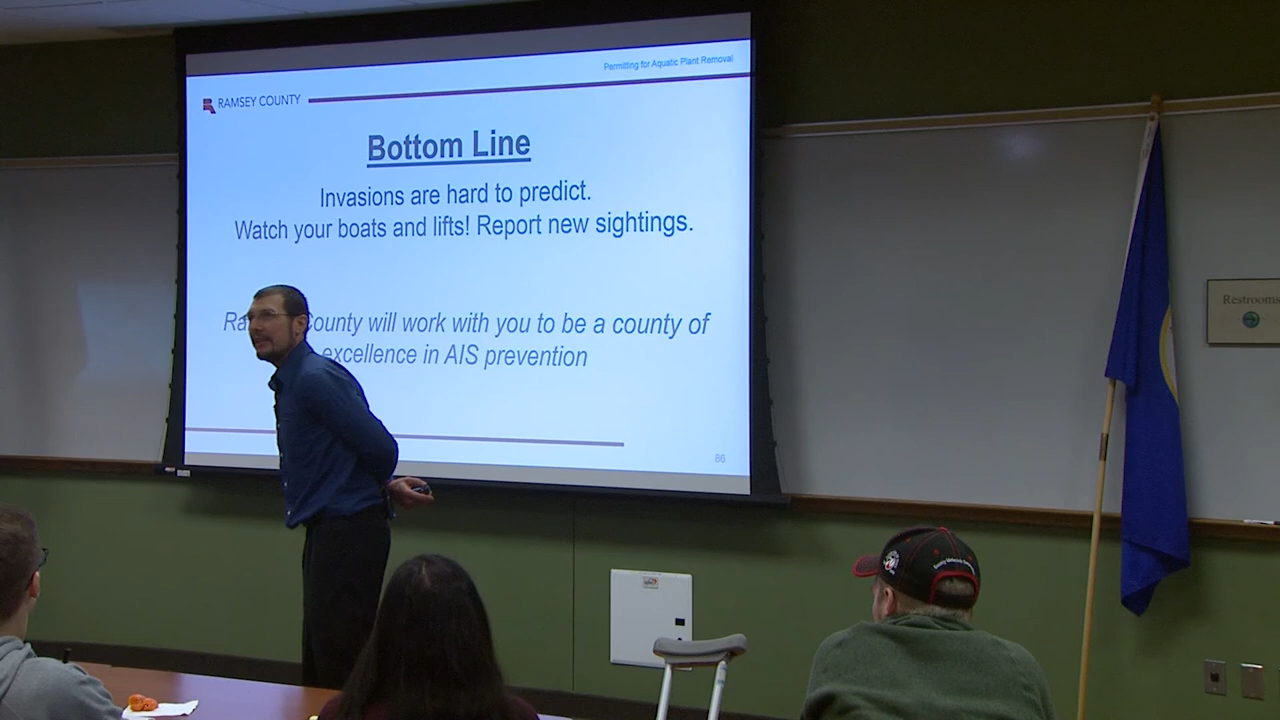 Permitting for Aquatic Plant Removal
RAMSEY COUNTY
Bottom Line
Invasions are hard to predict.
Watch your boats and lifts! Report new sightings.
Ra County will work with you to be a county of
excellence in AIS prevention
86
Restrooms